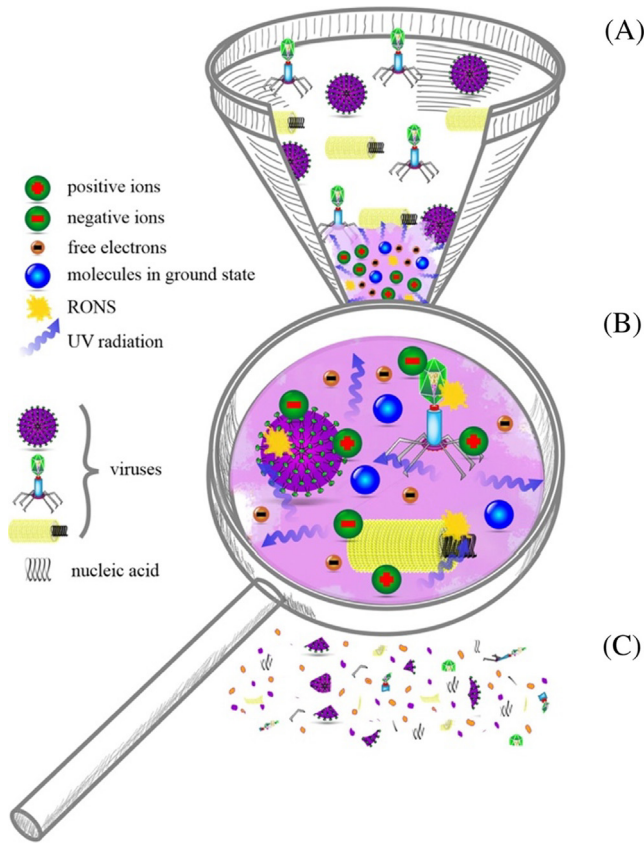 (A)
positive ions
negative ions
free electrons
molecules in ground state
RONS
UV radiation
(B)
viruses
nucleic acid
(C)